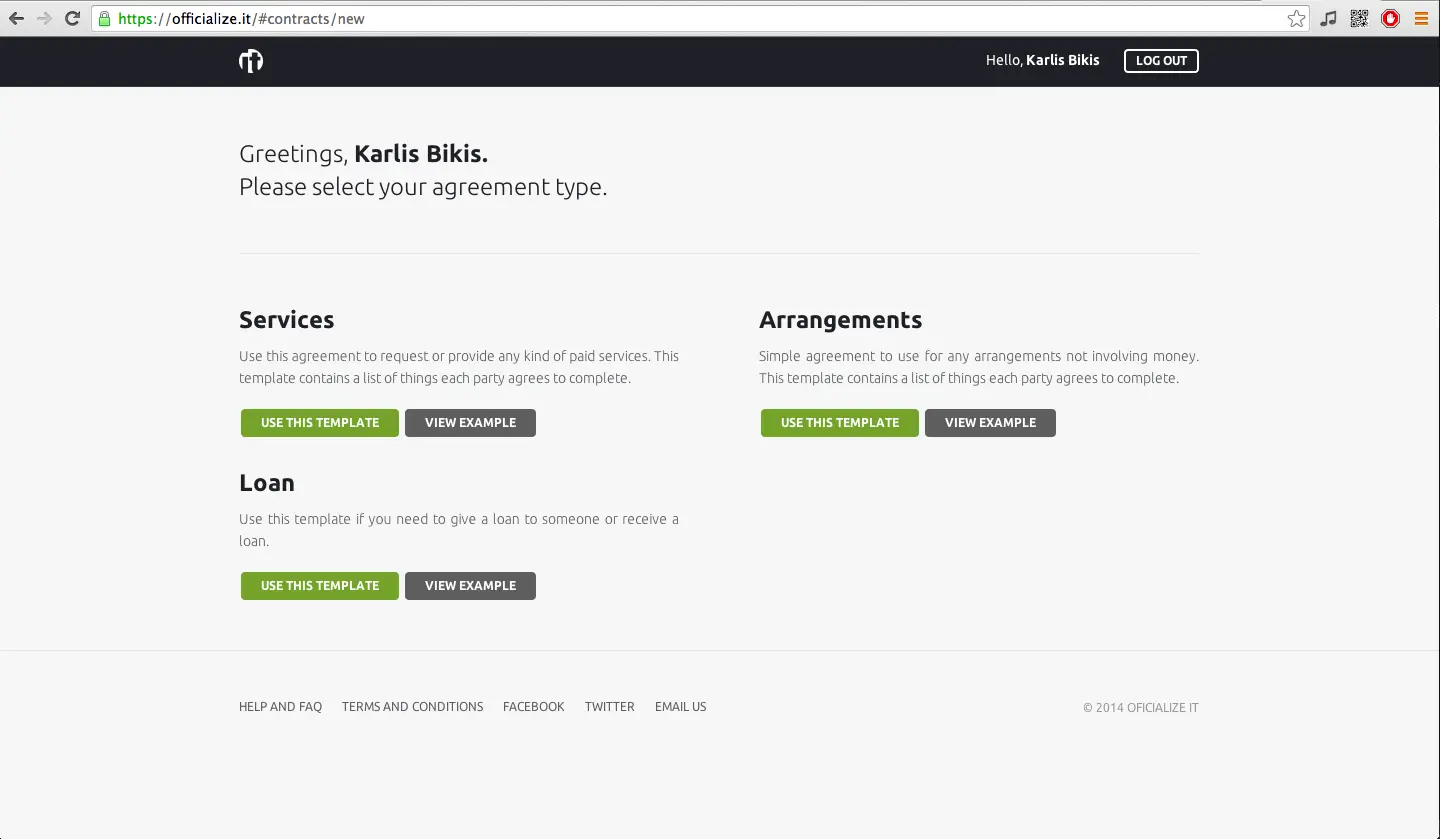 https://officialize.it/#contracts/new
Hello, Karlis Bikis
LOG OUT
Greetings, Karlis Bikis.
Please select your agreement type.
Services
Use this agreement to request or provide any kind of paid services. This
template contains a list of things each party agrees to complete.
USE THIS TEMPLATE
VIEW EXAMPLE
Arrangements
Simple agreement to use for any arrangements not involving money.
This template contains a list of things each party agrees to complete.
USE THIS TEMPLATE
VIEW EXAMPLE
Loan
Use this template if you need to give a loan to someone or receive a
loan.
USE THIS TEMPLATE
VIEW EXAMPLE
HELP AND FAQ
TERMS AND CONDITIONS
FACEBOOK
TWITTER
EMAIL US
© 2014 OFICIALIZE IT